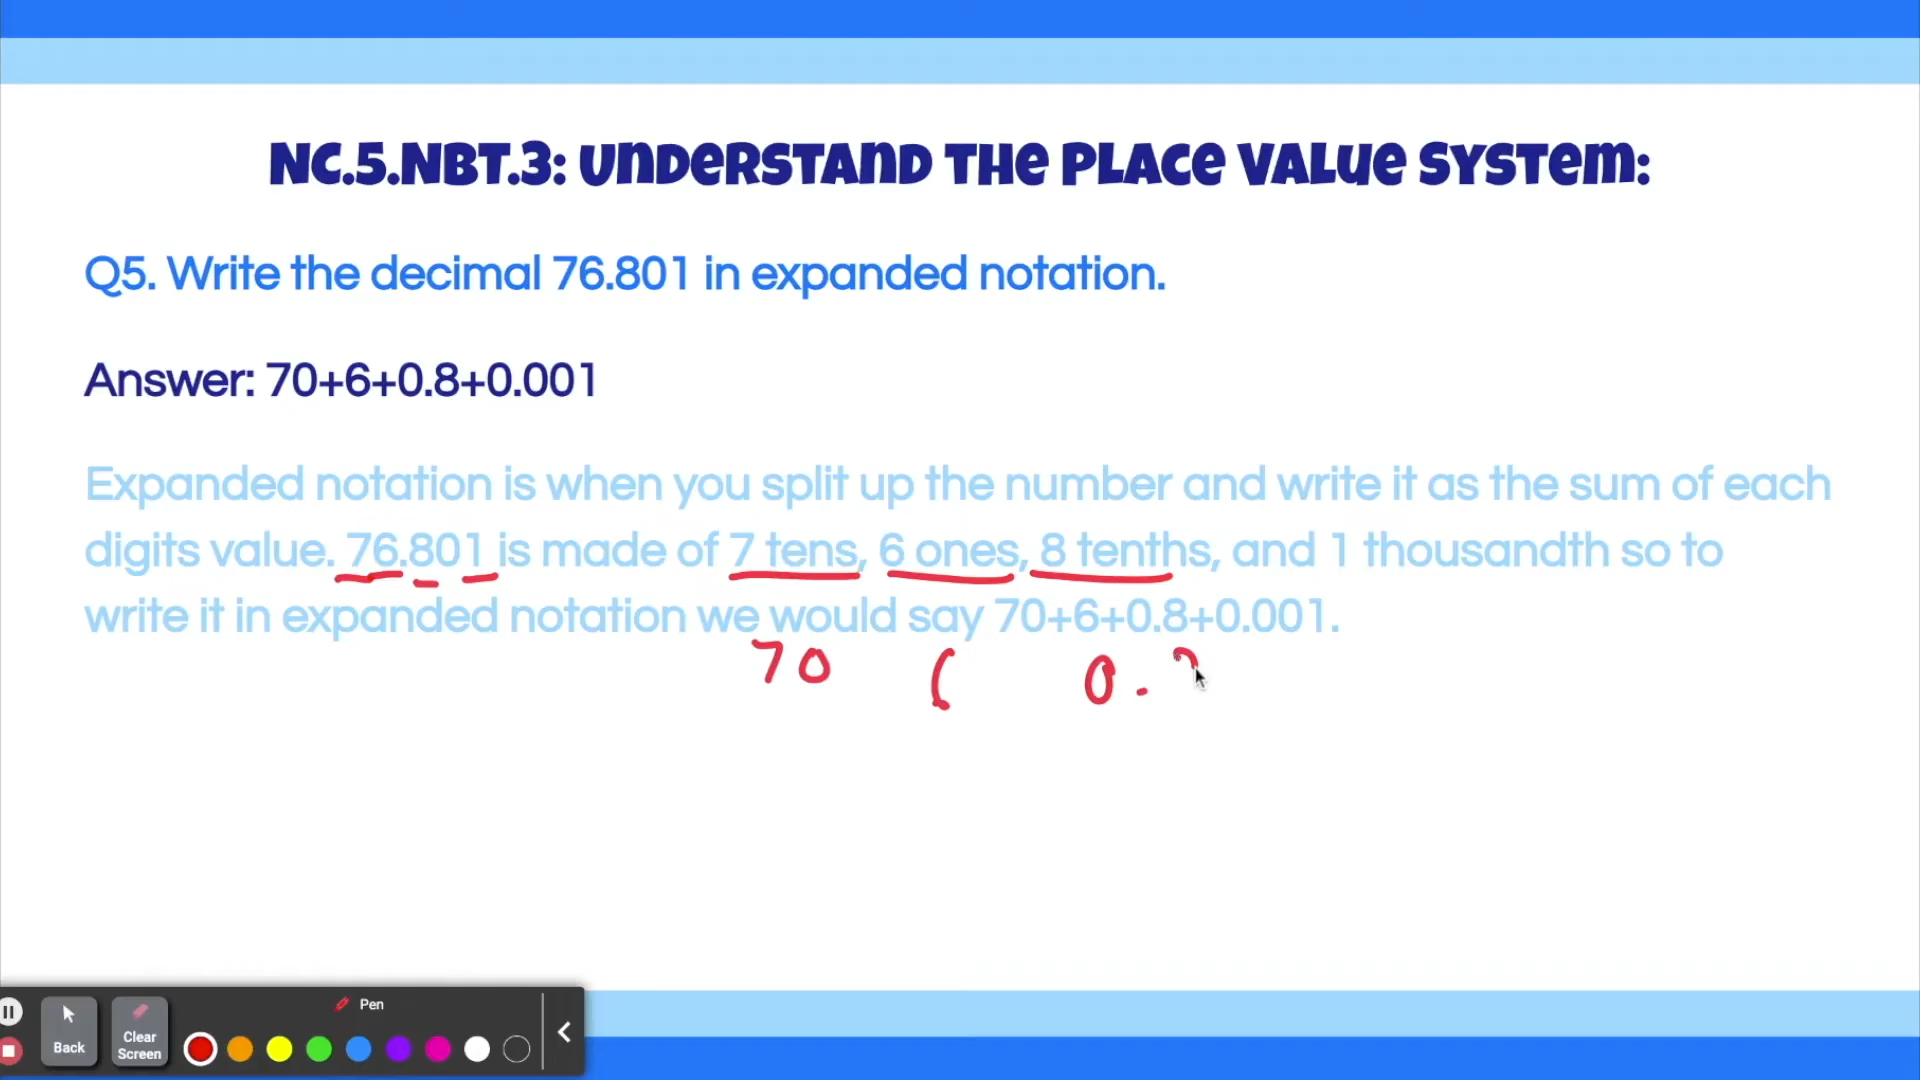 NC.5.NBT.3: Understand the place value system:
Q5. Write the decimal 76.801 in expanded notation.
Answer: 70+6+0.8+0.001
Expanded notation is when you split up the number and write it as the sum of each
digits value. 76.801 is made of 7 tens, 6 ones, 8 tenths, and 1 thousandth so to
write it in expanded notation we would say 70+6+0.8+0.001.
70 0.
Pen
Back
Clear
Screen